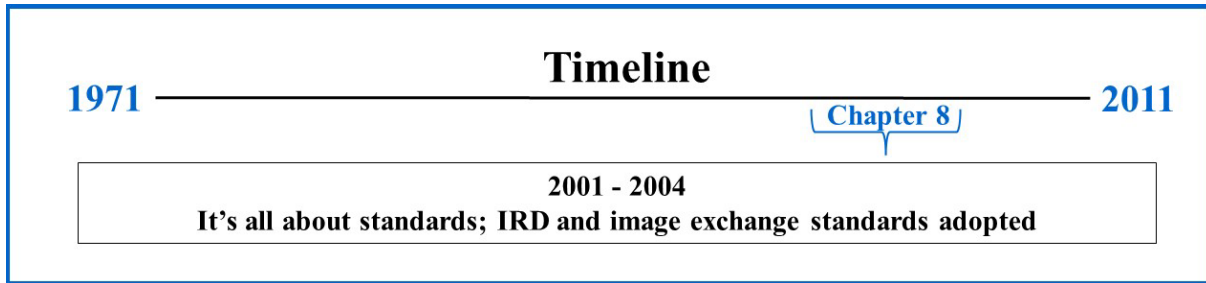 Timeline
1971
2011
Chapter 8
2001 - 2004
It’s all about standards; IRD and image exchange standards adopted